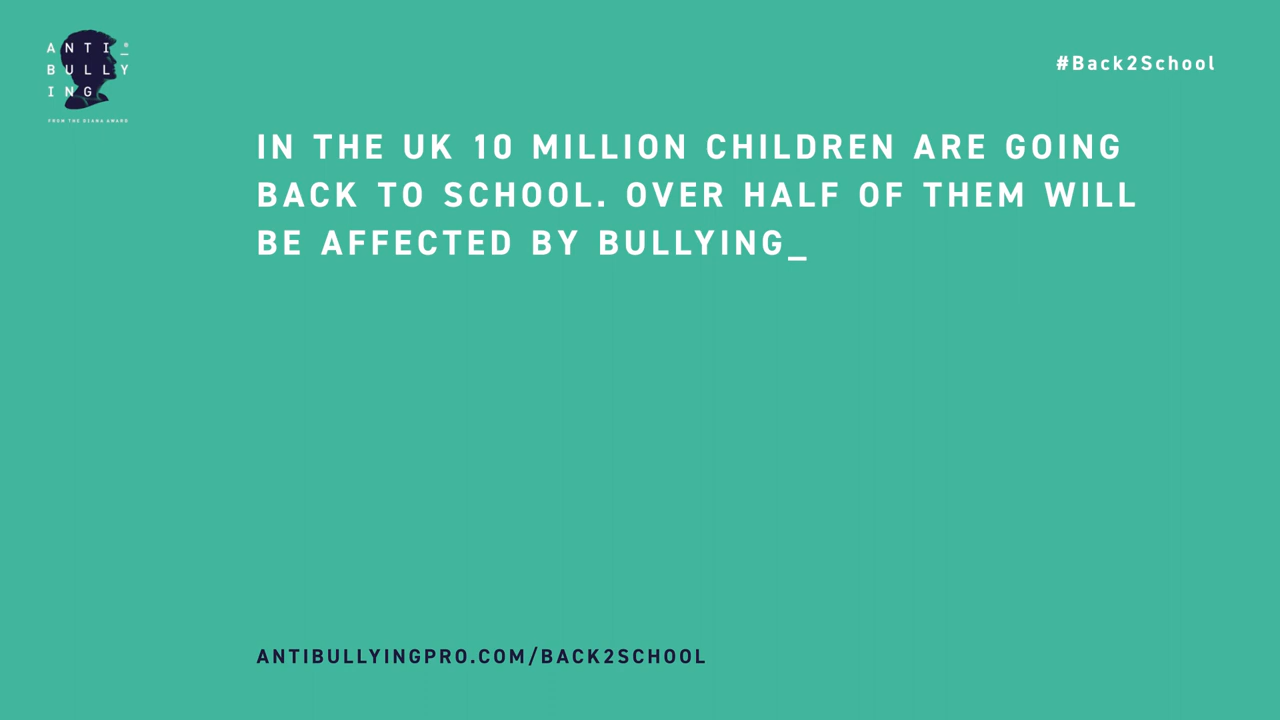 ANTI*
BULLY
ING
FROM THE DIANA AWARD
#Back2School
IN THE UK 10 MILLION CHILDREN ARE GOING
BACK TO SCHOOL. OVER HALF OF THEM WILL
BE AFFECTED BY BULLYING_
ANTIBULLYINGPRO.COM/BACK2SCHOOL